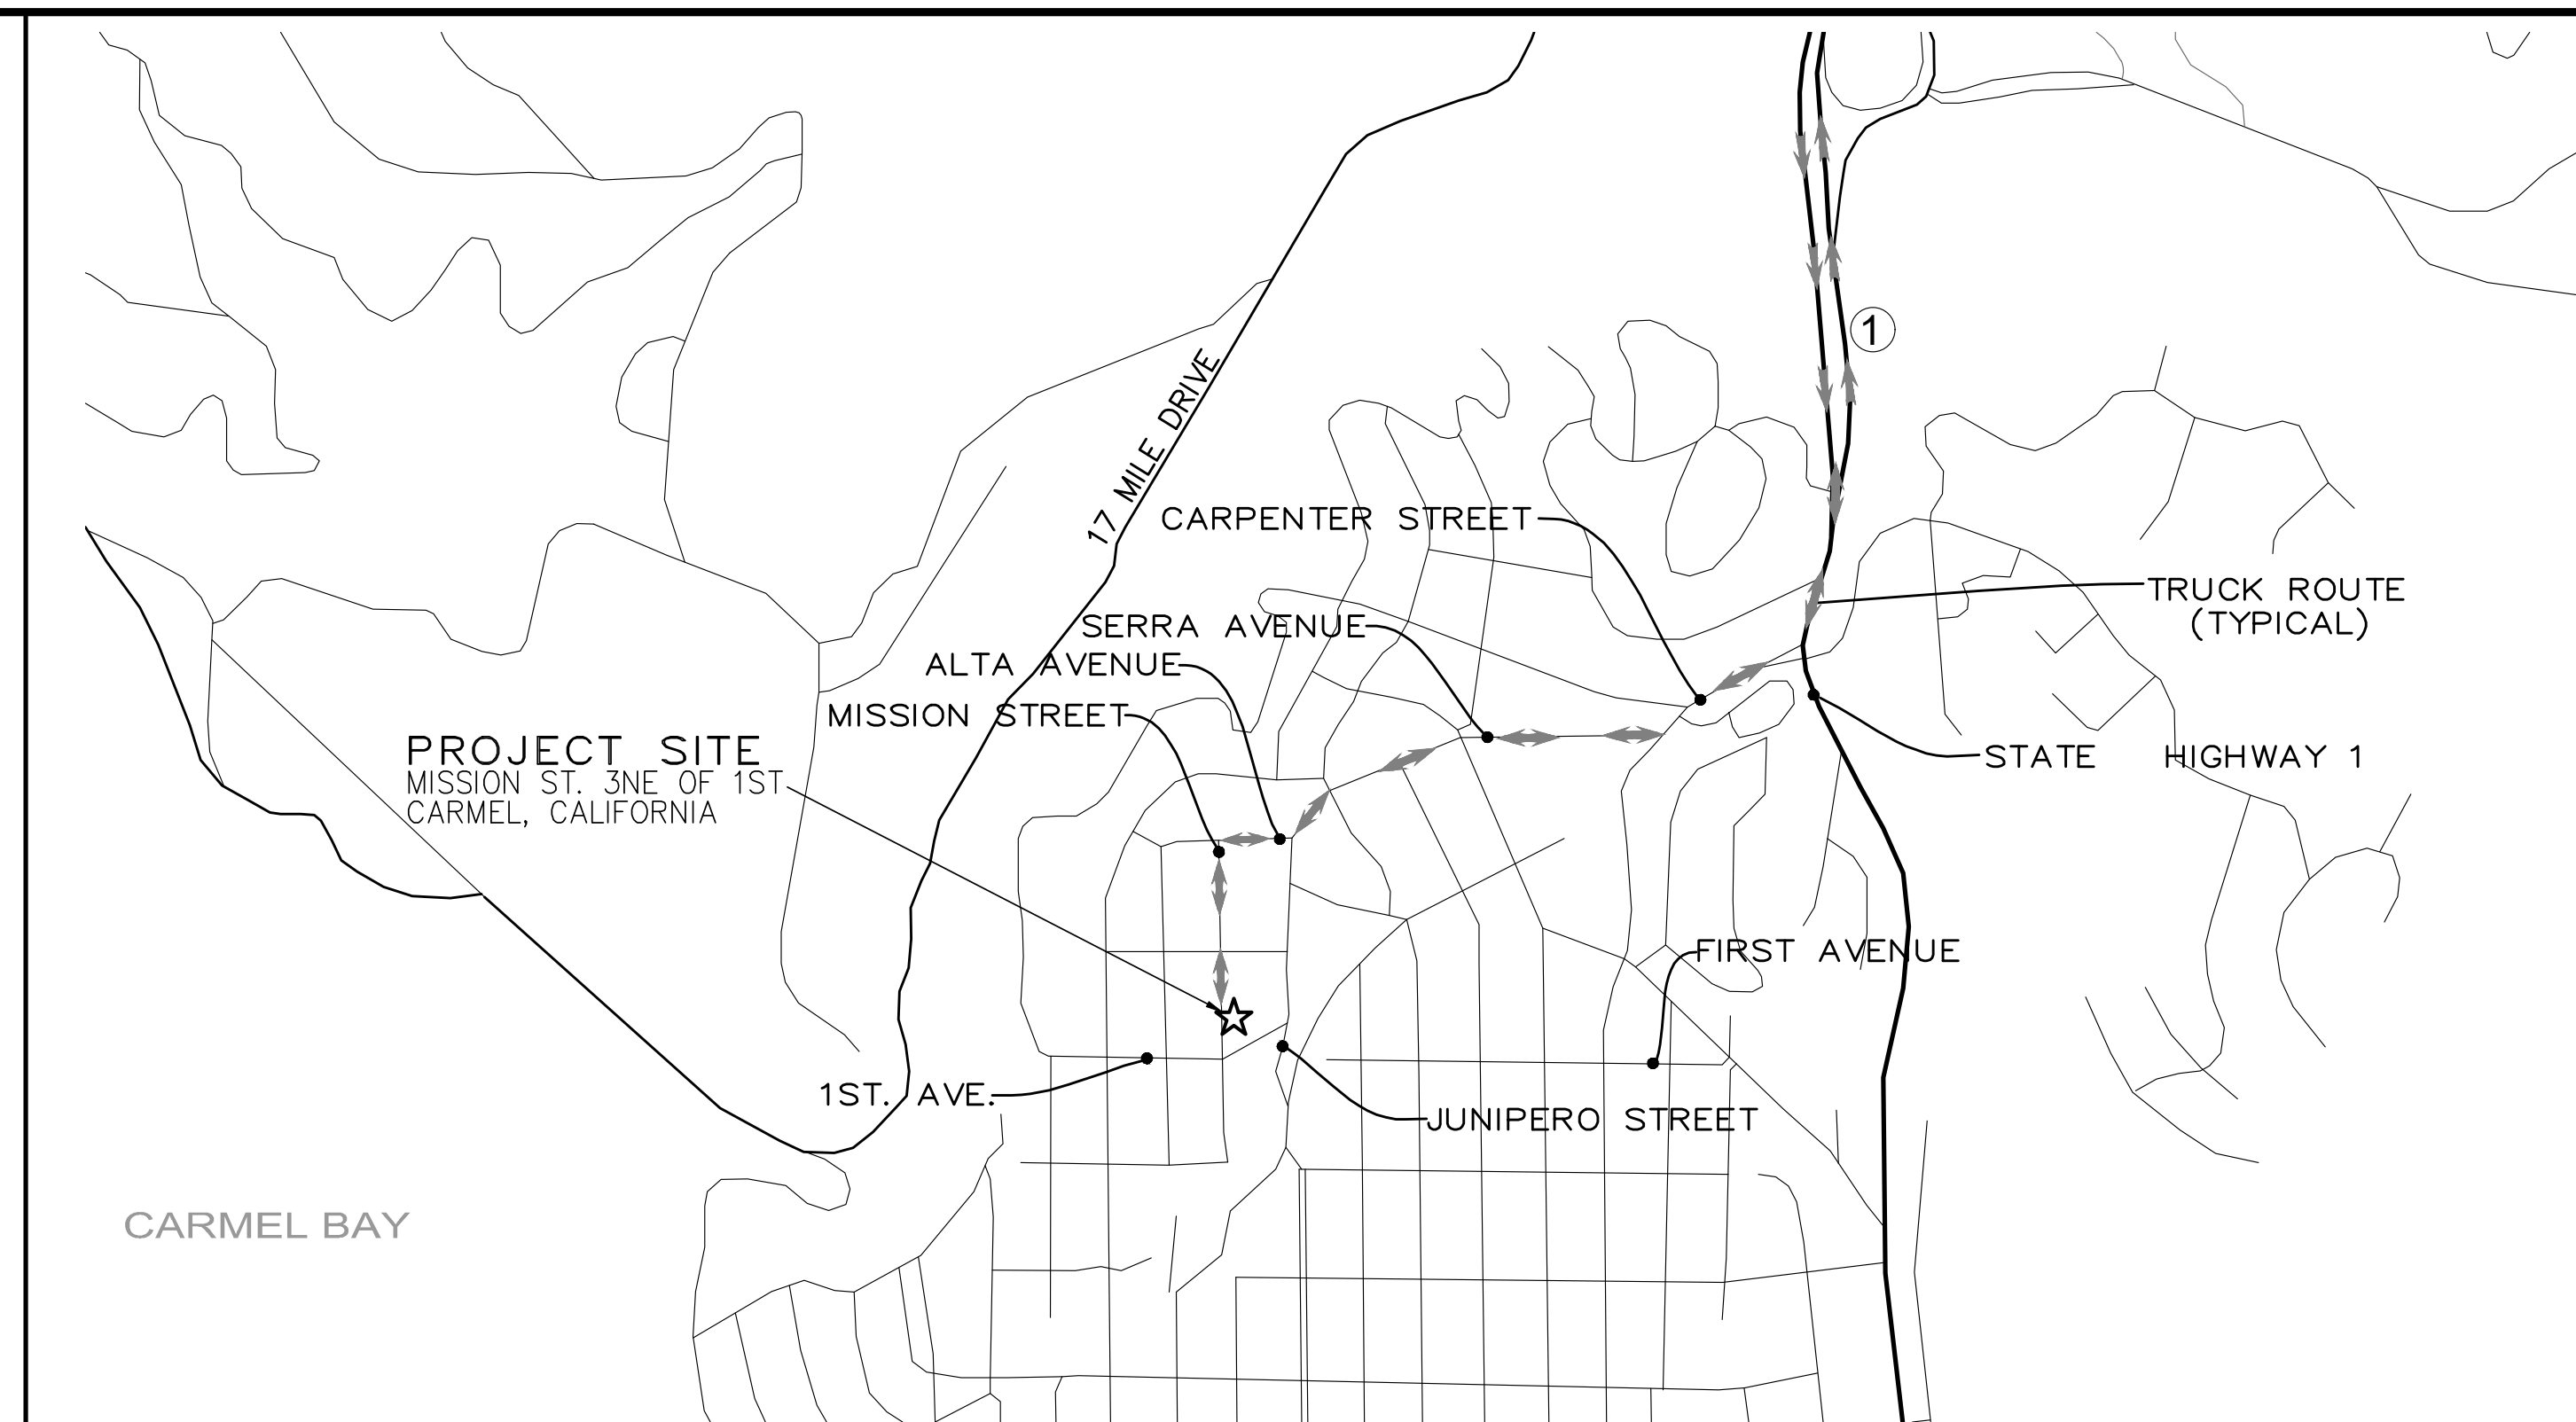 1
17 MILE DRIVE
CARPENTER STREET
TRUCK ROUTE
(TYPICAL)
SERRA AVENUE
ALTA AVENUE
MISSION STREET
PROJECT SITE
MISSION ST. 3NE OF 1ST
CARMEL, CALIFORNIA
STATE HIGHWAY 1
FIRST AVENUE
1ST. AVE.
JUNIPERO STREET
CARMEL BAY